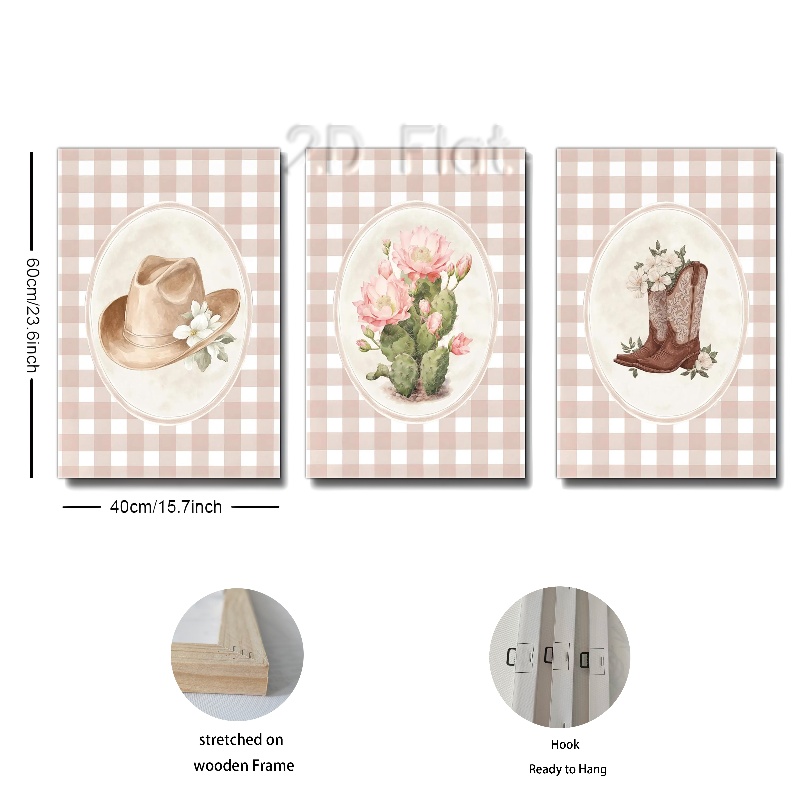 2D Flat
60cm/23.6inch
40cm/15.7inch
stretched on
wooden Frame
Hook
Ready to Hang